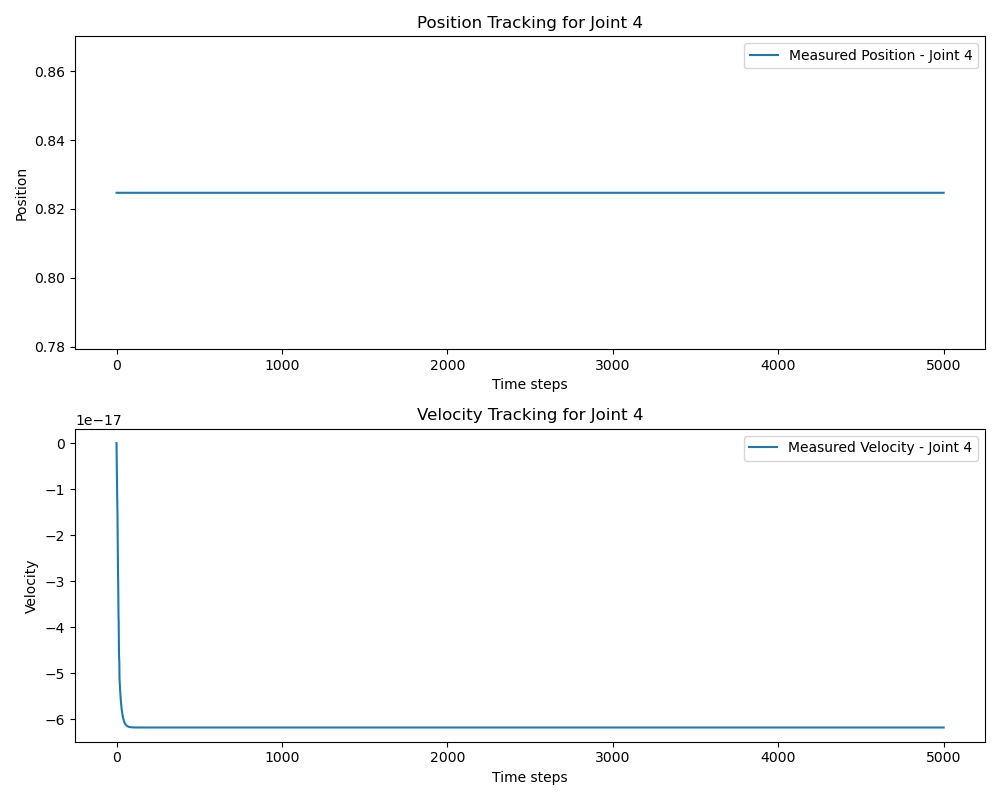 Position Tracking for Joint 4
Measured Position - Joint 4
0.86
0.84
0.82
0.80
0.78
Position
0 1000 2000 3000 4000 5000
Time steps
Velocity Tracking for Joint 4
1e−17
Measured Velocity - Joint 4
0
−1
−2
−3
−4
−5
−6
Velocity
0 1000 2000 3000 4000 5000
Time steps